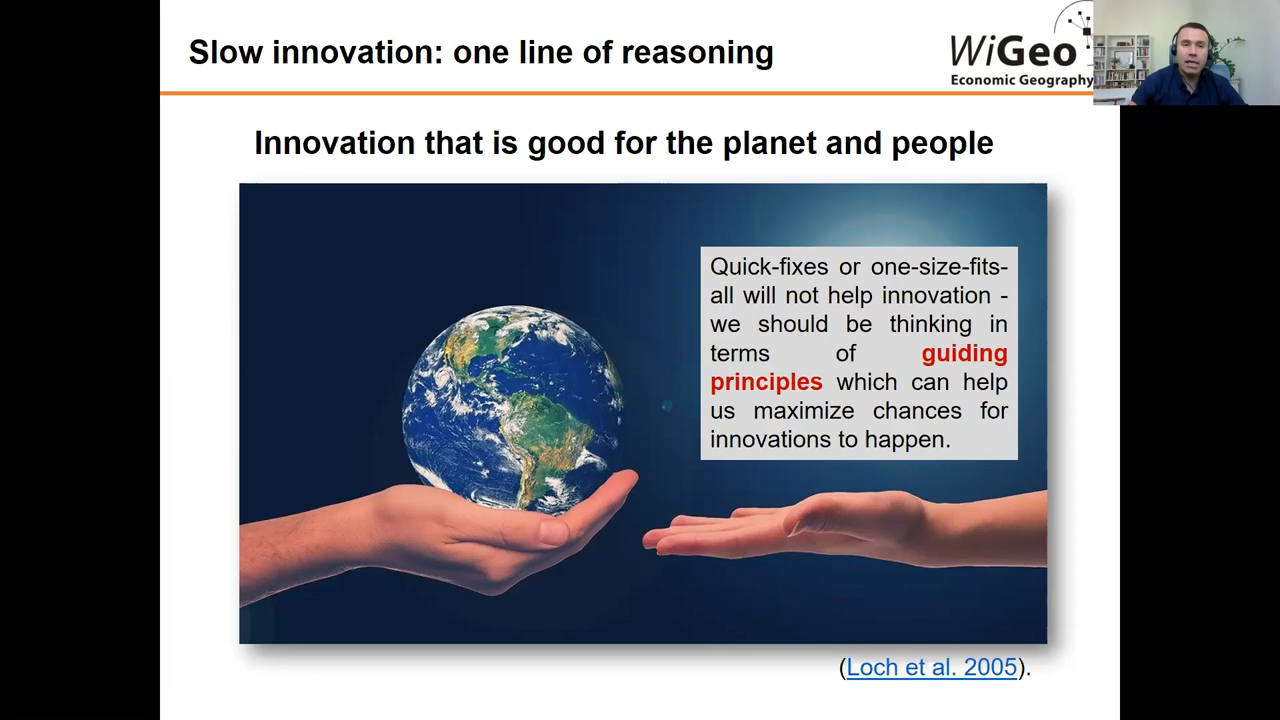 Slow innovation: one line of reasoning
WiGeo
Economic Geography
Innovation that is good for the planet and people
Quick-fixes or one-size-fits-
all will not help innovation -
we should be thinking in
terms of guiding
principles which can help
us maximize chances for
innovations to happen.
(Loch et al. 2005).